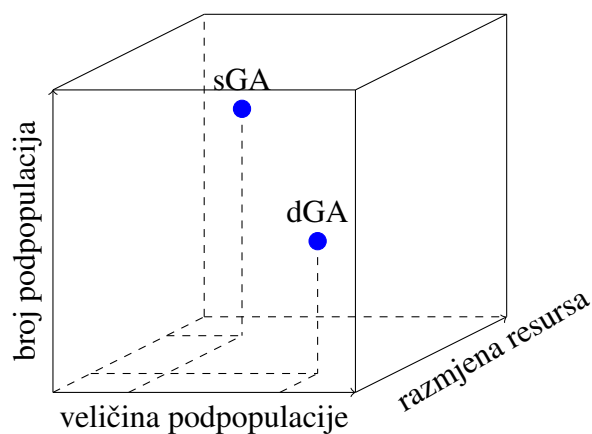 sGA
dGA
broj podpopulacija
razmjena resursa
veličina podpopulacije